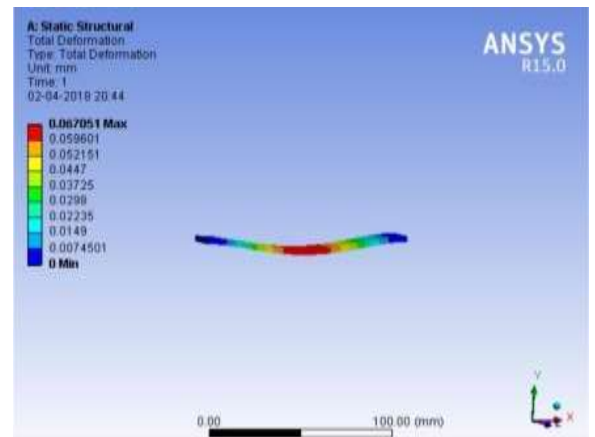 A: Static Structural
Total Deformation
Type: Total Deformation
Unit: mm
Time: 1
02-04-2018 20:44
ANSYS
R15.0
0.067051 Max
0.059601
0.052151
0.0447
0.03725
0.0298
0.02235
0.0149
0.0074501
0 Min
0.00
100.00 (mm)
Y
X